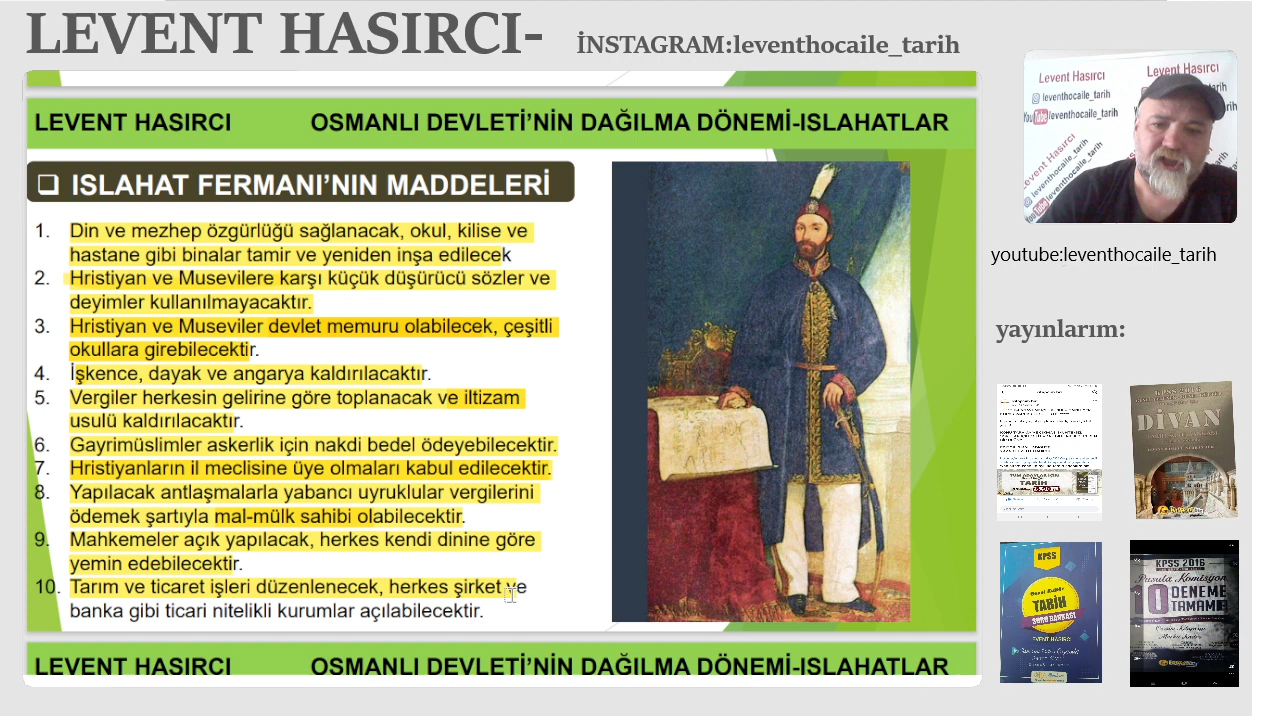 LEVENT HASIRCI-
İNSTAGRAM:leventhocaile_tarih
LEVENT HASIRCI OSMANLI DEVLETİ'NİN DAĞILMA DÖNEMİ-ISLAHATLAR
ISLAHAT FERMANI'NIN MADDELERİ
1. Din ve mezhep özgürlüğü sağlanacak, okul, kilise ve
hastane gibi binalar tamir ve yeniden inşa edilecek
2. Hristiyan ve Musevilere karşı küçük düşürücü sözler ve
deyimler kullanılmayacaktır.
3. Hristiyan ve Museviler devlet memuru olabilecek, çeşitli
okullara girebilecektir.
4. İşkence, dayak ve angarya kaldırılacaktır.
5. Vergiler herkesin gelirine göre toplanacak ve iltizam
usulü kaldırılacaktır.
6. Gayrimüslimler askerlik için nakdi bedel ödeyebilecektir.
7. Hristiyanların il meclisine üye olmaları kabul edilecektir.
8. Yapılacak antlaşmalarla yabancı uyruklular vergilerini
ödemek şartıyla mal-mülk sahibi olabilecektir.
9. Mahkemeler açık yapılacak, herkes kendi dinine göre
yemin edebilecektir.
10. Tarım ve ticaret işleri düzenlenecek, herkes şirket ve
banka gibi ticari nitelikli kurumlar açılabilecektir.
LEVENT HASIRCI OSMANLI DEVLETİ'NİN DAĞILMA DÖNEMİ-ISLAHATLAR
Levent Hasırcı
leventhocaile_tarih
YouTube/leventhocaile_tarih
Levent Hasırcı
Levent Hasırcı
leventhocaile_tarih
youtube:leventhocaile_tarih
yayınlarım:
TARİH
DİVAN
KPSS
Genel Kültür
TARİH
SORU BANKASI
LEVENT HASIRCI
KPSS 2016
Pusula Komisyon
10 DENEME
TAMAMI